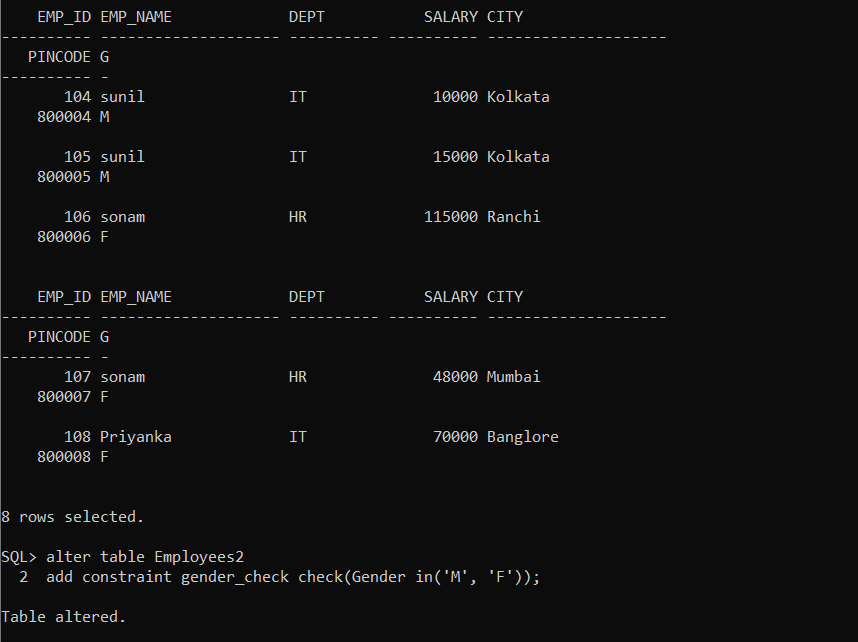 EMP_ID EMP_NAME             DEPT           SALARY CITY
---------- -------------------- ---------- ---------- --------------------
   PINCODE G
---------- -
       104 sunil                IT              10000 Kolkata
    800004 M
       105 sunil                IT              15000 Kolkata
    800005 M
       106 sonam                HR             115000 Ranchi
    800006 F
    EMP_ID EMP_NAME             DEPT           SALARY CITY
---------- -------------------- ---------- ---------- --------------------
   PINCODE G
---------- -
       107 sonam                HR              48000 Mumbai
    800007 F
       108 Priyanka             IT              70000 Banglore
    800008 F
8 rows selected.
SQL> alter table Employees2
  2  add constraint gender_check check(Gender in('M', 'F'));
Table altered.